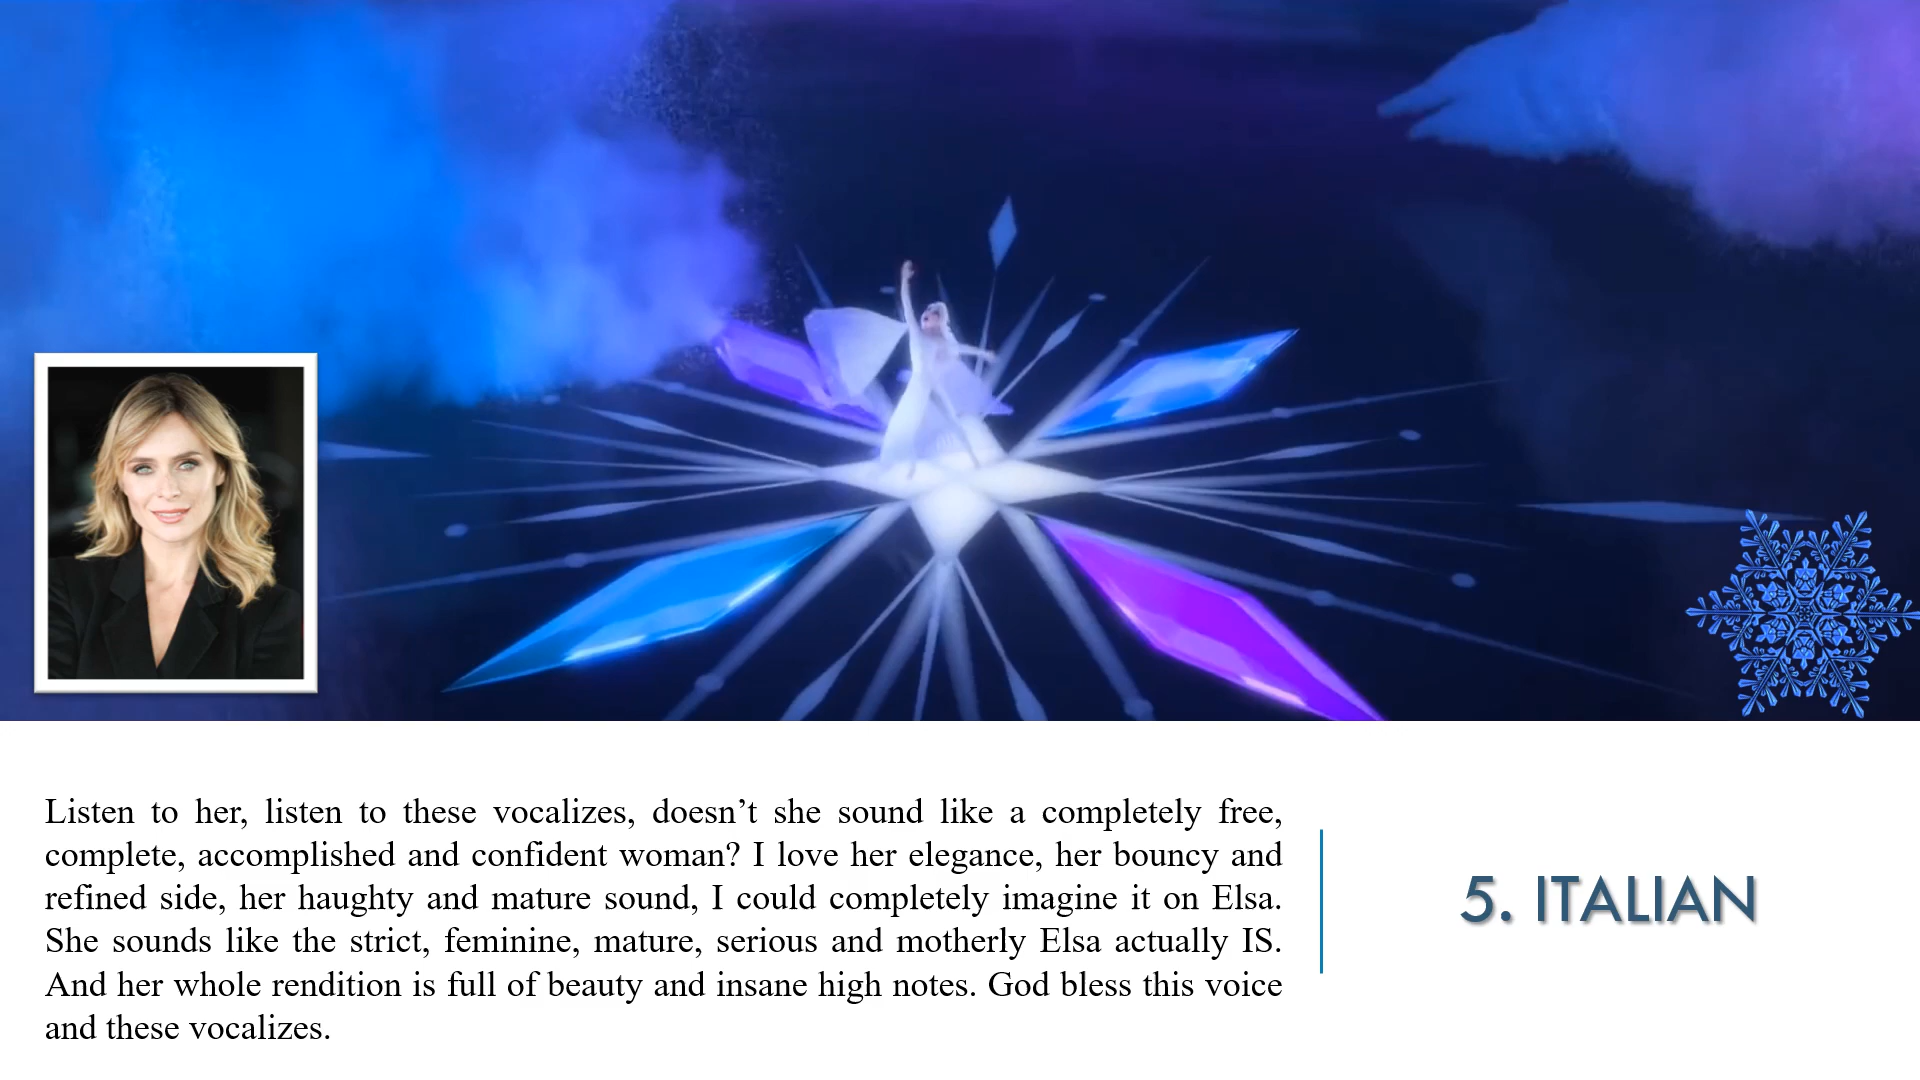 Listen to her, listen to these vocalizes, doesn’t she sound like a completely free,
complete, accomplished and confident woman? I love her elegance, her bouncy and
refined side, her haughty and mature sound, I could completely imagine it on Elsa.
She sounds like the strict, feminine, mature, serious and motherly Elsa actually IS.
And her whole rendition is full of beauty and insane high notes. God bless this voice
and these vocalizes.
5. ITALIAN